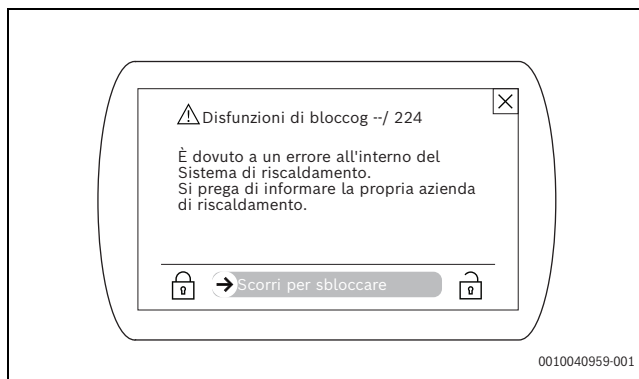 Disfunzioni di bloccog --/ 224
È dovuto a un errore all'interno del
Sistema di riscaldamento.
Si prega di informare la propria azienda
di riscaldamento.
Scorri per sbloccare
0010040959-001